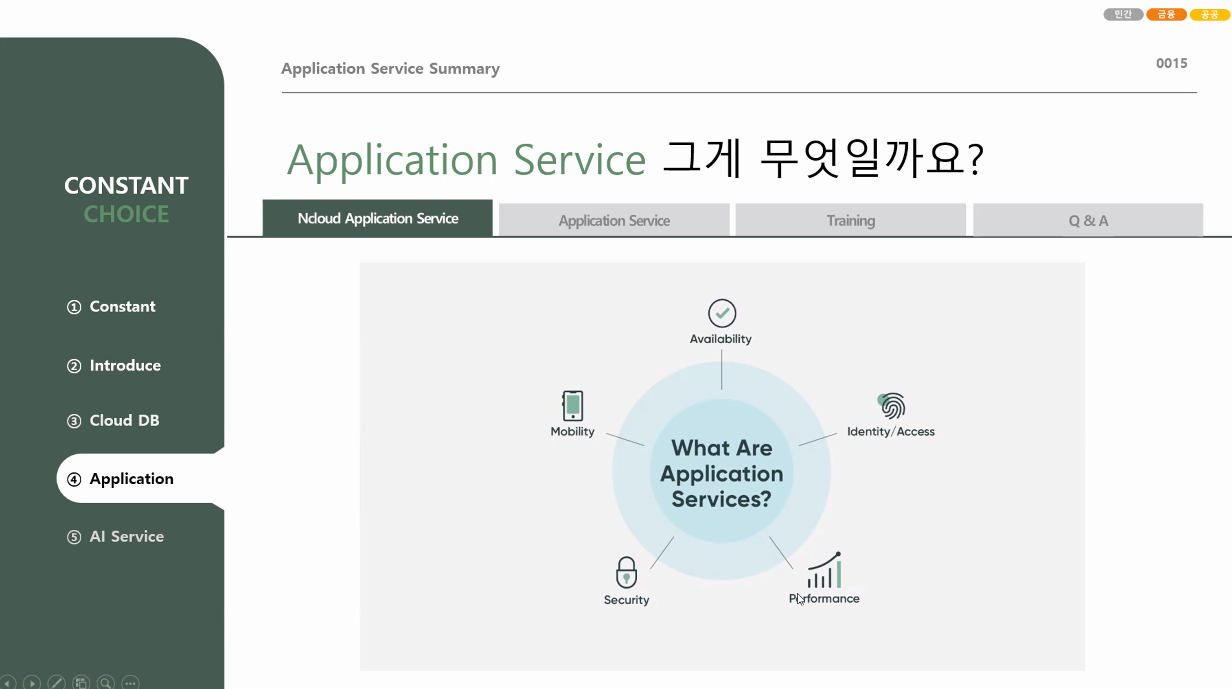 민간 금융 공공
Application Service Summary
0015
Application Service 그게 무엇일까요?
CONSTANT
CHOICE
Ncloud Application Service
Application Service
Training
Q & A
① Constant
② Introduce
③ Cloud DB
④ Application
⑤ AI Service
Availability
Mobility
Identity/Access
What Are
Application
Services?
Security
Performance